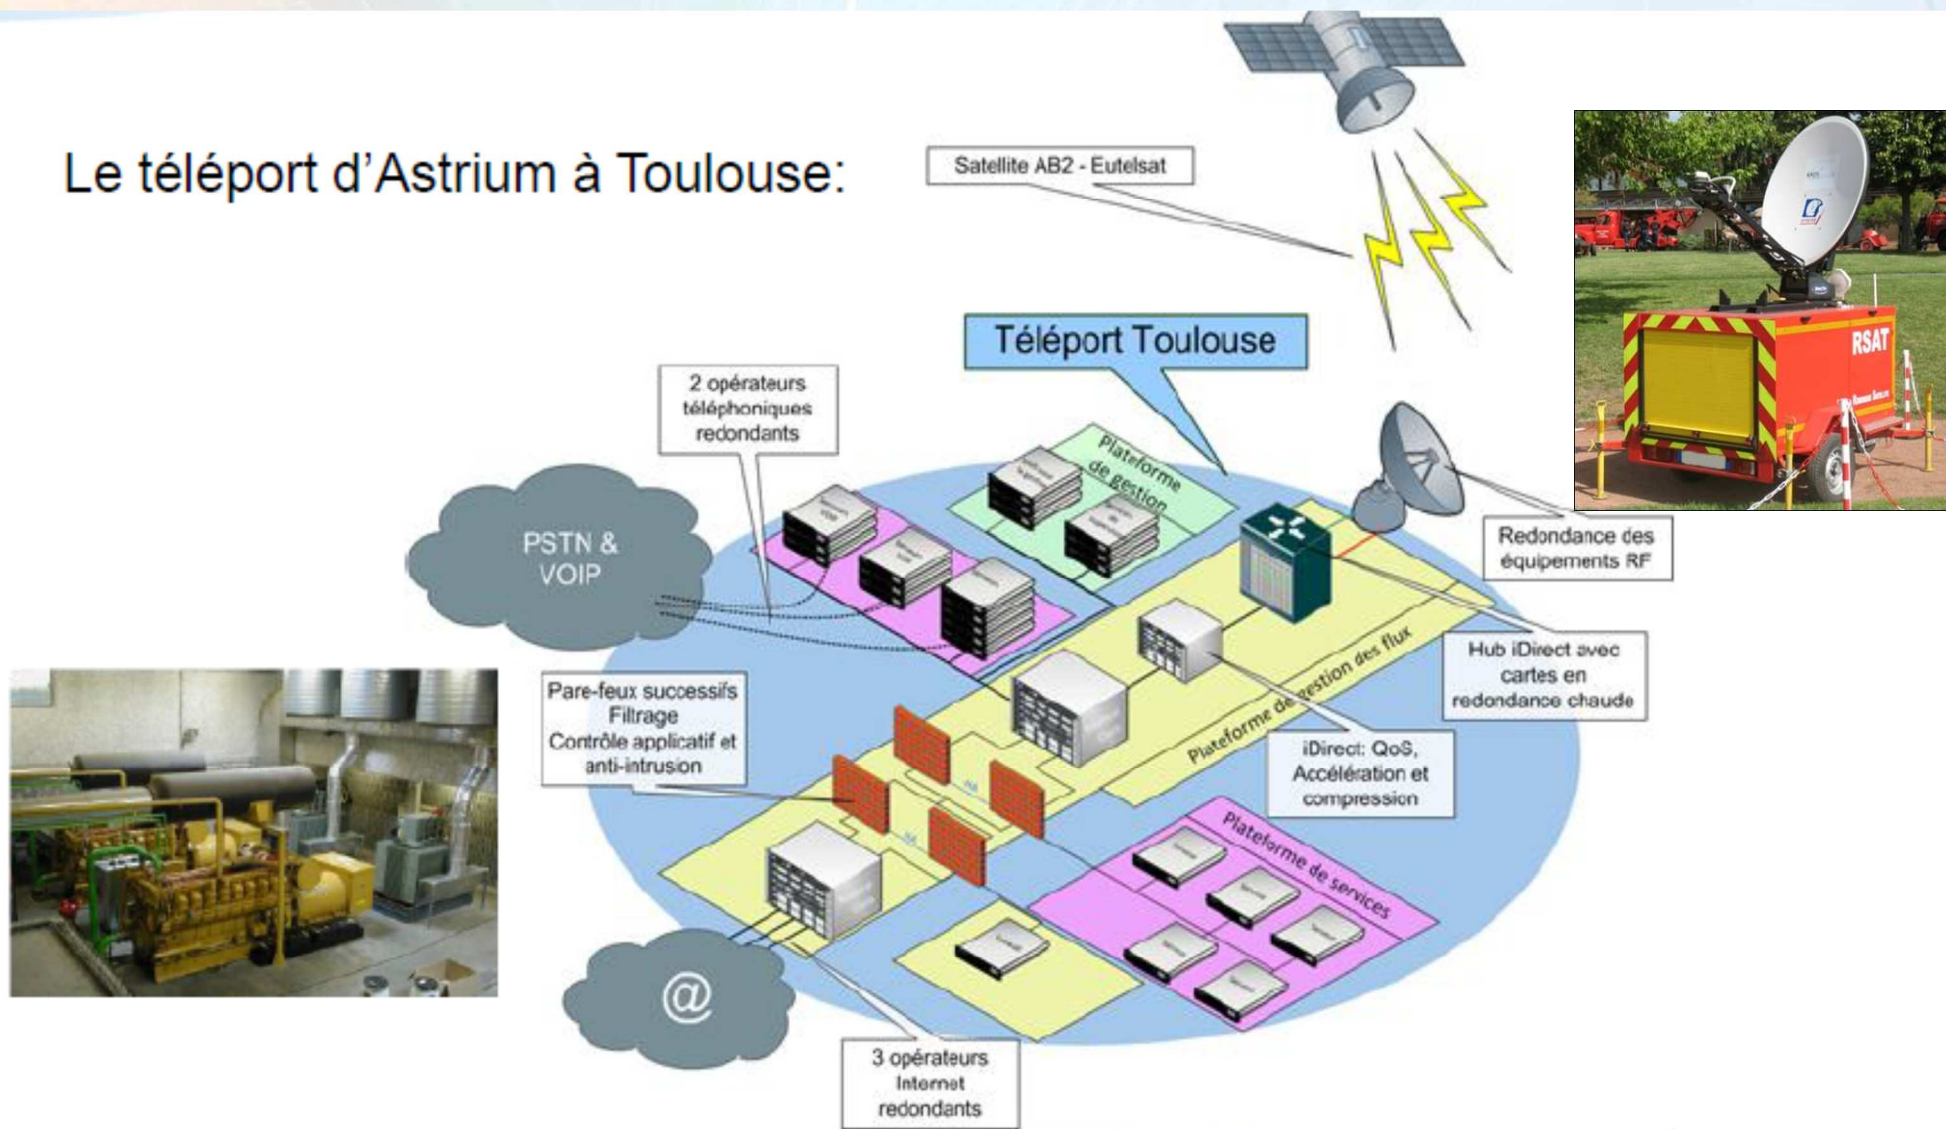 Le téléport d'Astrium à Toulouse:
Satellite AB2 - Eutelsat
RSAT
Téléport Toulouse
2 opérateurs
téléphoniques
redondants
Plateforme
de gestion
PSTN &
VOIP
Redondance des
équipements RF
Hub iDirect avec
cartes en
redondance chaude
Pare-feux successifs
Filtrage
Contrôle applicatif et
anti-intrusion
Plateforme de gestion des flux
iDirect: QoS,
Accélération et
compression
HA
HA
Plateforme de services
@
3 opérateurs
Internet
redondants